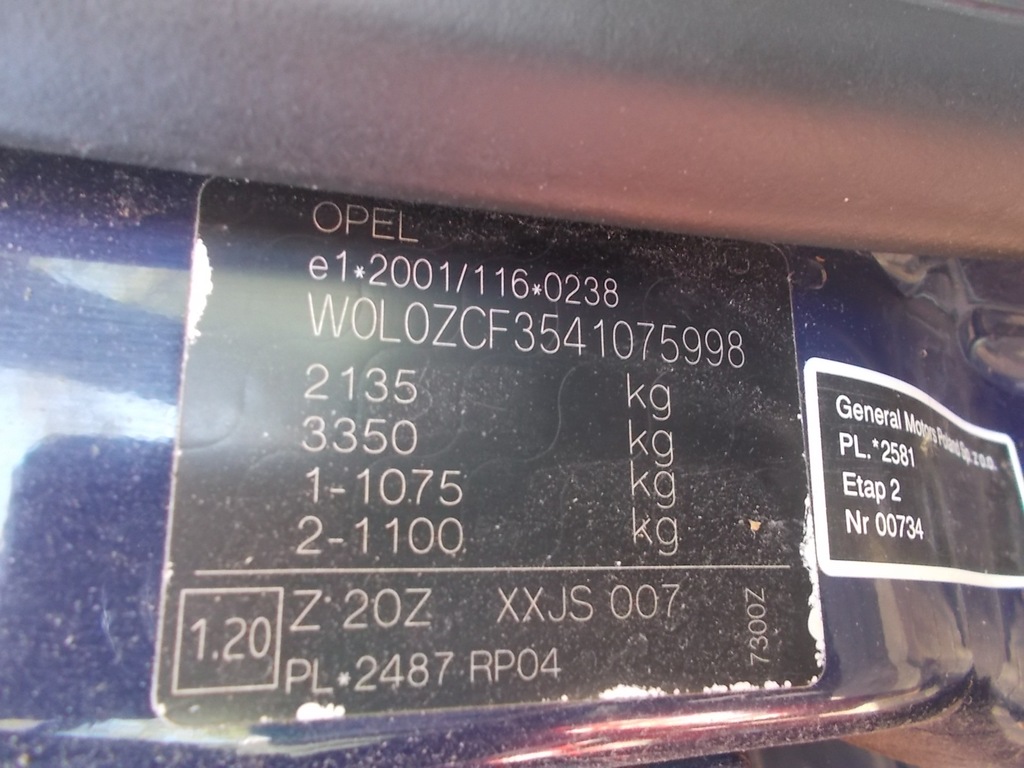 OPEL
e1*2001/116*0238
W0L0ZCF3541075998
2135 kg
3350 kg
1-1075 kg
2-1100 kg
1.20
Z 20Z XXJS 007
PL*2487 RP04
7300Z
General Motors Poland Sp. z o.o.
PL.*2581
Etap 2
Nr 00734